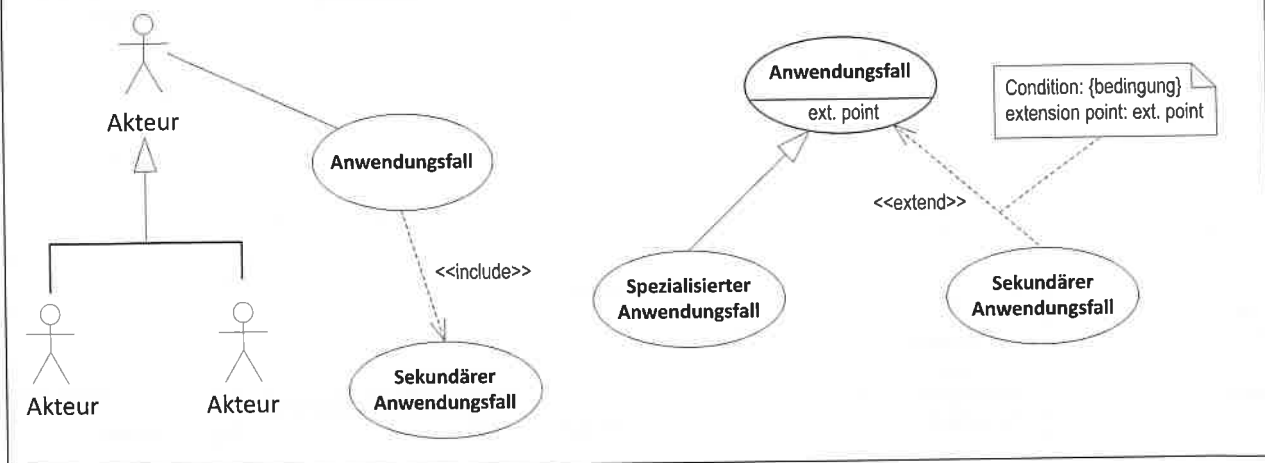 Akteur
Anwendungsfall
<<include>>
Sekundärer
Anwendungsfall
Akteur
Akteur
Anwendungsfall
ext. point
Condition: {bedingung}
extension point: ext. point
<<extend>>
Spezialisierter
Anwendungsfall
Sekundärer
Anwendungsfall